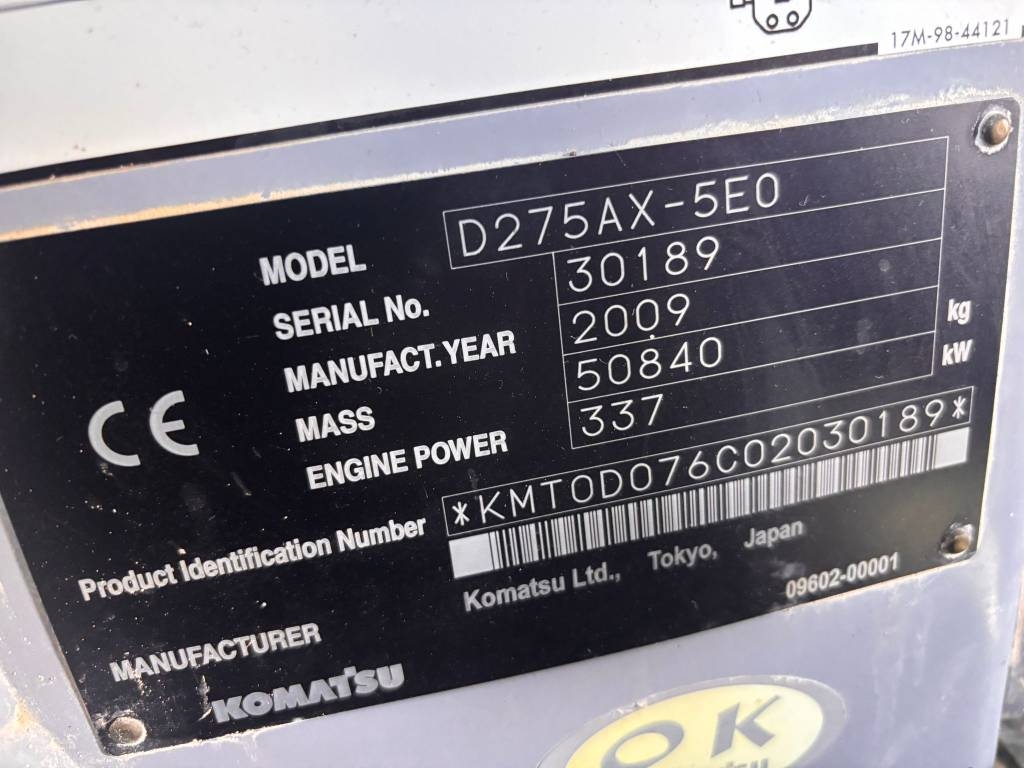 17M-98-44121
MODEL D275AX-5E0
SERIAL No. 30189
MANUFACT.YEAR 2009
MASS 50840 kg
ENGINE POWER 337 kW
CE
Product Identification Number *KMT0D076C02030189*
Komatsu Ltd., Tokyo, Japan
09602-00001
MANUFACTURER
KOMATSU
OK